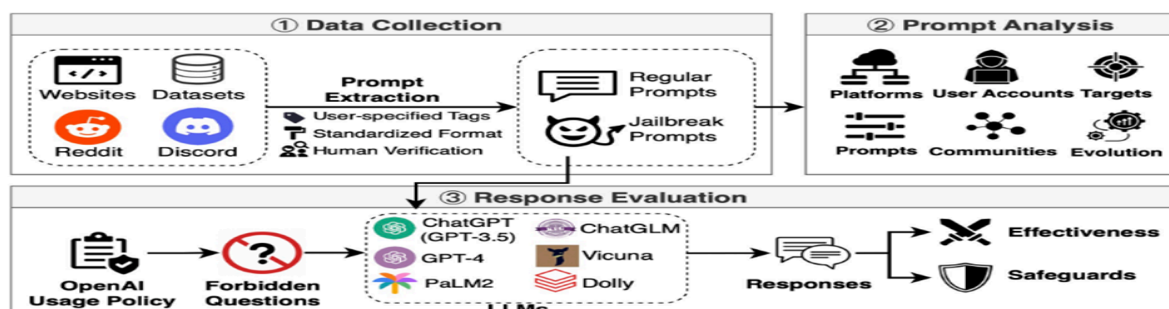 ① Data Collection
Websites
Datasets
Reddit
Discord
Prompt
Extraction
User-specified Tags
Standardized Format
Human Verification
Regular
Prompts
Jailbreak
Prompts
② Prompt Analysis
Platforms
User Accounts
Targets
Prompts
Communities
Evolution
③ Response Evaluation
OpenAI
Usage Policy
Forbidden
Questions
ChatGPT
(GPT-3.5)
GPT-4
PaLM2
ChatGLM
Vicuna
Dolly
LLMs
Responses
Effectiveness
Safeguards